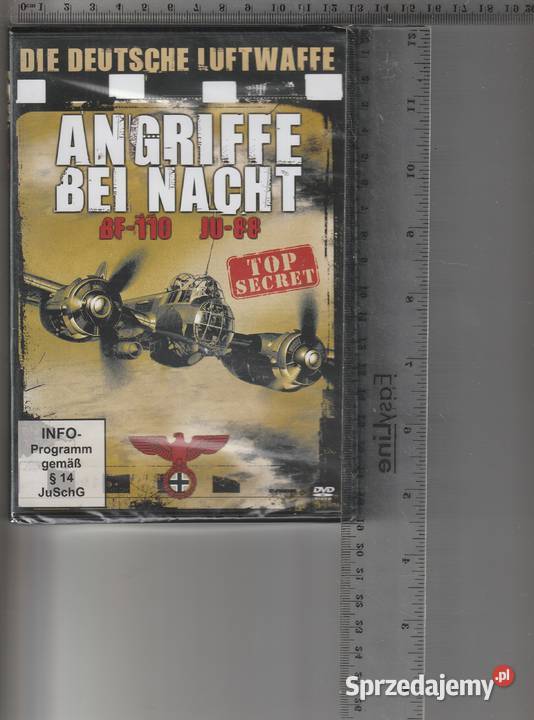 DIE DEUTSCHE LUFTWAFFE
ANGRIFFE
BEI NACHT
BF-110 JU-88
TOP
SECRET
INFO-
Programm
gemäß
§ 14
JuSchG
DVD
EasyLine
Sprzedajemy.pl